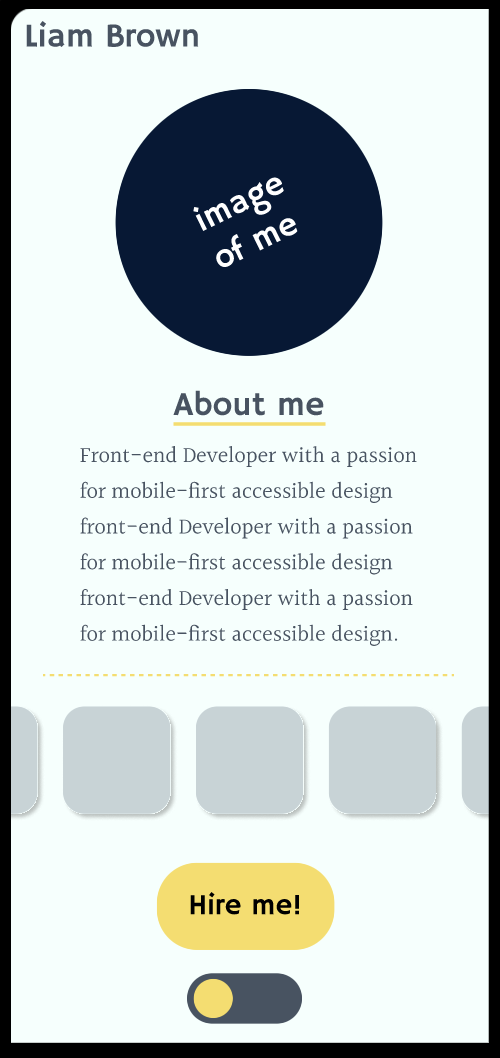 Liam Brown
image
of me
About me
Front-end Developer with a passion
for mobile-first accessible design
front-end Developer with a passion
for mobile-first accessible design
front-end Developer with a passion
for mobile-first accessible design.
Hire me!